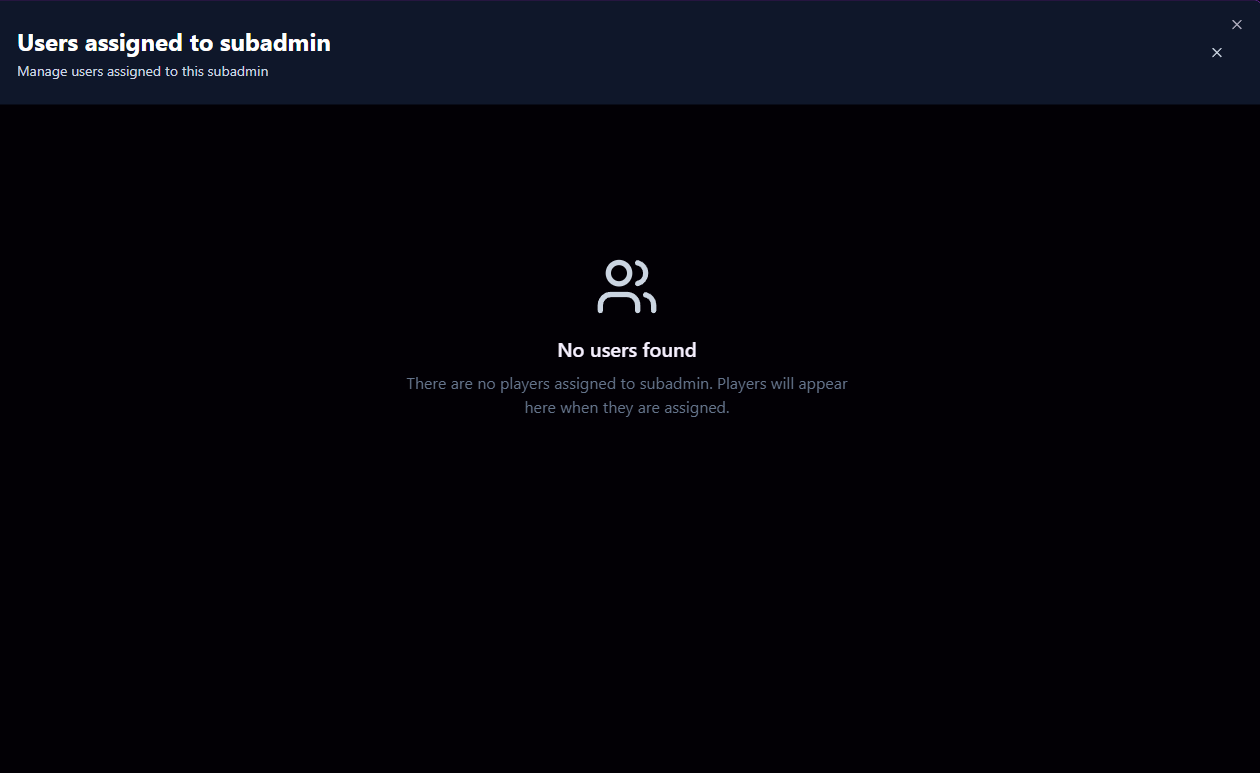 Users assigned to subadmin
Manage users assigned to this subadmin
No users found
There are no players assigned to subadmin. Players will appear
here when they are assigned.